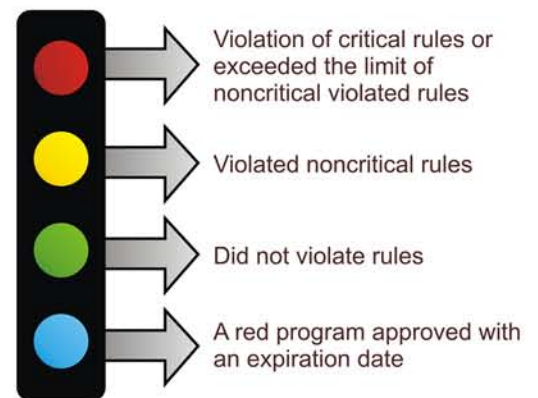 Violation of critical rules or
exceeded the limit of
noncritical violated rules
Violated noncritical rules
Did not violate rules
A red program approved with
an expiration date